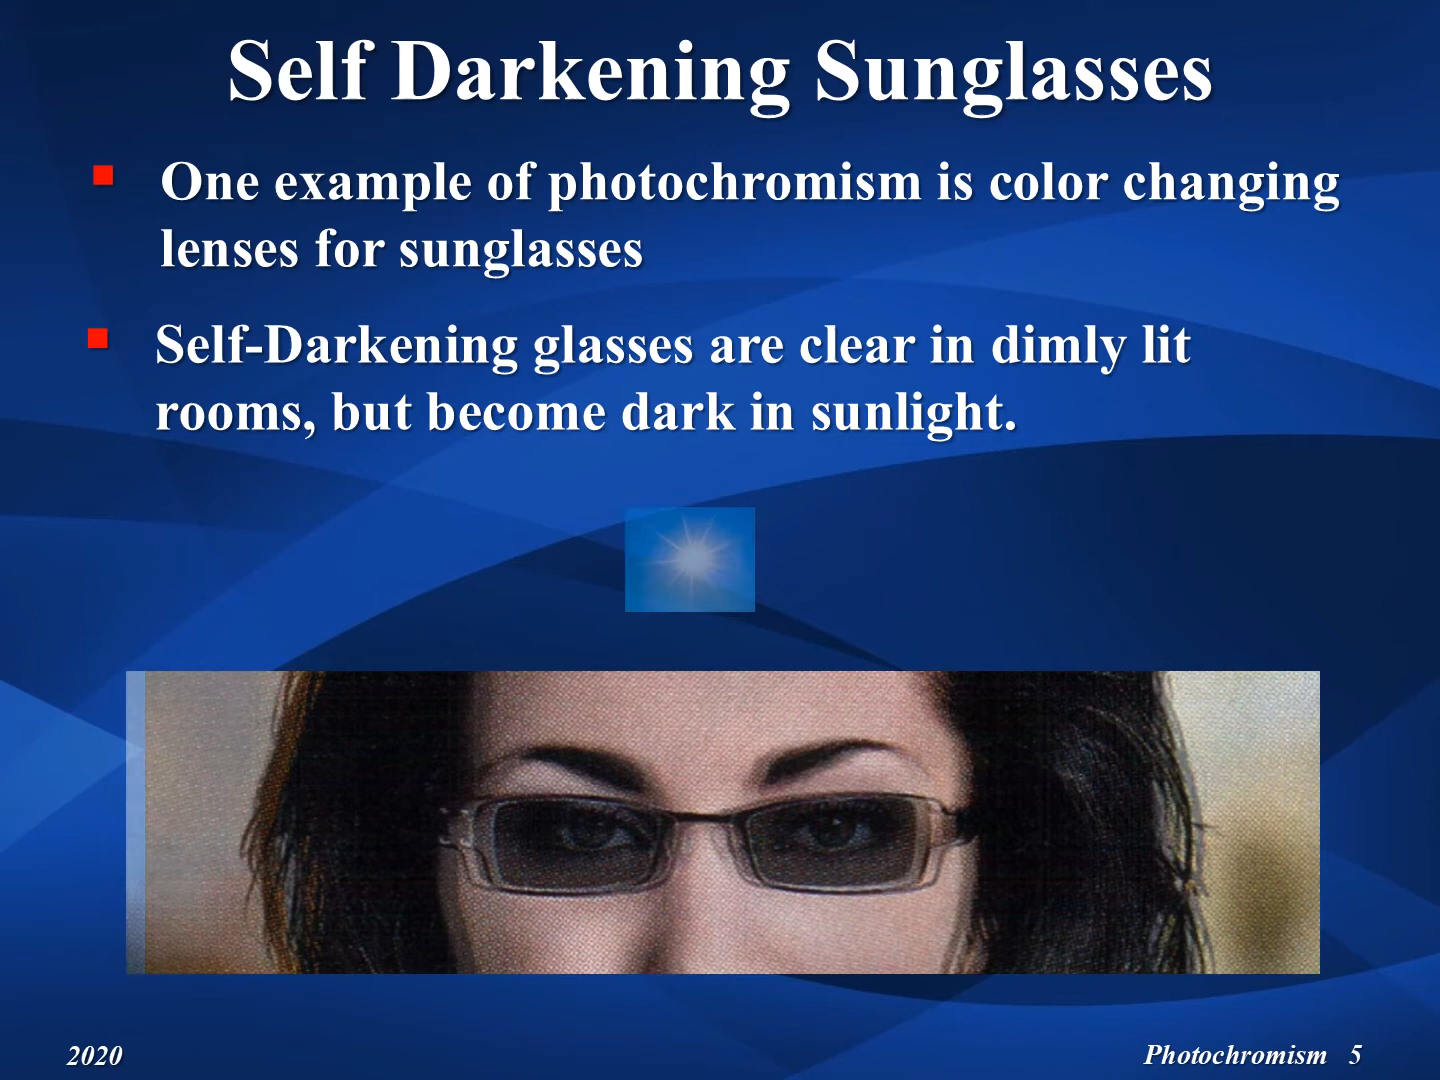 Self Darkening Sunglasses
One example of photochromism is color changing
lenses for sunglasses
Self-Darkening glasses are clear in dimly lit
rooms, but become dark in sunlight.
2020
Photochromism 5